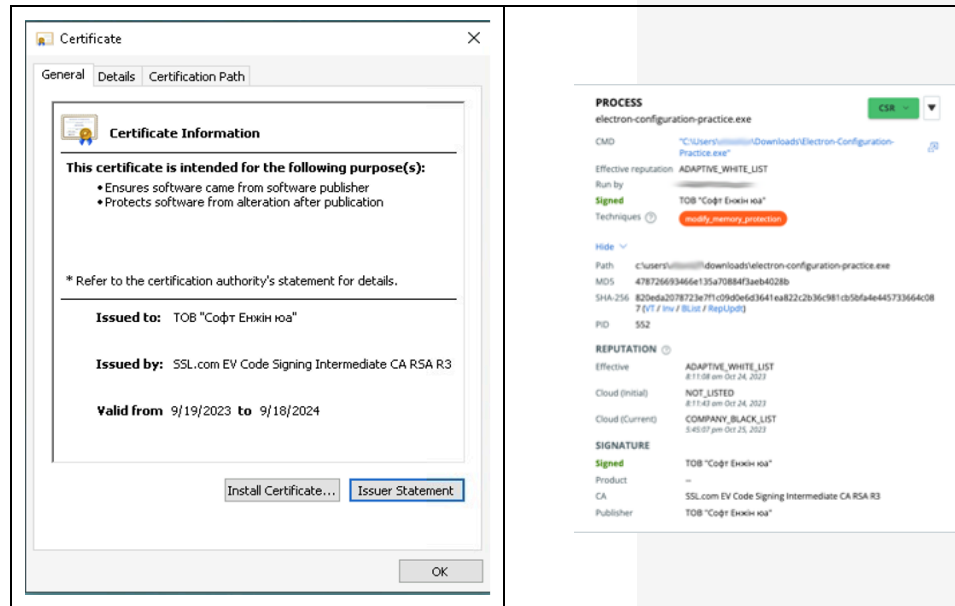 Certificate
General Details Certification Path
Certificate Information
This certificate is intended for the following purpose(s):
• Ensures software came from software publisher
• Protects software from alteration after publication
* Refer to the certification authority's statement for details.
Issued to: ТОВ "Софт Енжін юа"
Issued by: SSL.com EV Code Signing Intermediate CA RSA R3
Valid from 9/19/2023 to 9/18/2024
Install Certificate... Issuer Statement
OK
PROCESS
CSR
electron-configuration-practice.exe
CMD "C:\Users\ \Downloads\Electron-Configuration-
Practice.exe"
Effective reputation ADAPTIVE_WHITE_LIST
Run by
Signed ТОВ "Софт Енжін юа"
Techniques modify_memory_protection
Hide
Path c:\users\ \downloads\electron-configuration-practice.exe
MD5 478726693466e135a70884f3aeb4028b
SHA-256 820eda2078723e7f1c09d0e6d3641ea822c2b36c981cb5bfa4e445733664c08
7 (VT / Inv / BList / RepUpdt)
PID 552
REPUTATION
Effective ADAPTIVE_WHITE_LIST
8:11:08 am Oct 24, 2023
Cloud (Initial) NOT_LISTED
8:11:43 am Oct 24, 2023
Cloud (Current) COMPANY_BLACK_LIST
5:45:07 pm Oct 25, 2023
SIGNATURE
Signed ТОВ "Софт Енжін юа"
Product --
CA SSL.com EV Code Signing Intermediate CA RSA R3
Publisher ТОВ "Софт Енжін юа"